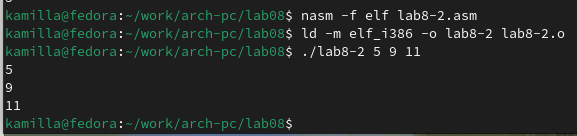 kamilla@fedora:~/work/arch-pc/lab08$ nasm -f elf lab8-2.asm
kamilla@fedora:~/work/arch-pc/lab08$ ld -m elf_i386 -o lab8-2 lab8-2.o
kamilla@fedora:~/work/arch-pc/lab08$ ./lab8-2 5 9 11
5
9
11
kamilla@fedora:~/work/arch-pc/lab08$